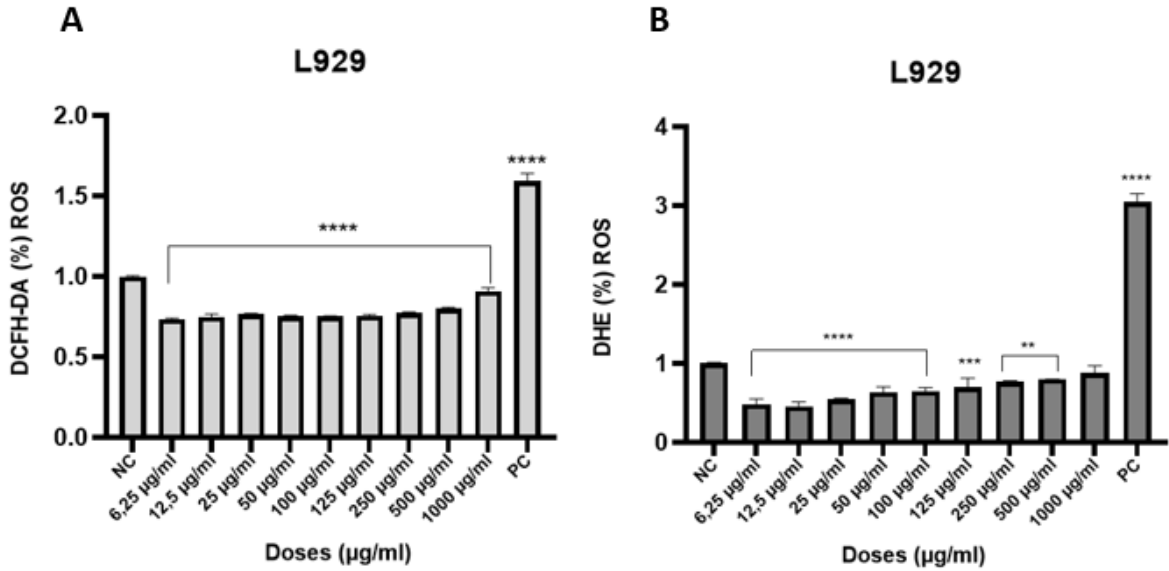 A
L929
DCFH-DA (%) ROS
2.0
1.5
1.0
0.5
0.0
****
****
NC
6,25 µg/ml
12,5 µg/ml
25 µg/ml
50 µg/ml
100 µg/ml
125 µg/ml
250 µg/ml
500 µg/ml
1000 µg/ml
PC
Doses (µg/ml)
B
L929
DHE (%) ROS
4
3
2
1
0
****
***
**
****
NC
6,25 µg/ml
12,5 µg/ml
25 µg/ml
50 µg/ml
100 µg/ml
125 µg/ml
250 µg/ml
500 µg/ml
1000 µg/ml
PC
Doses (µg/ml)